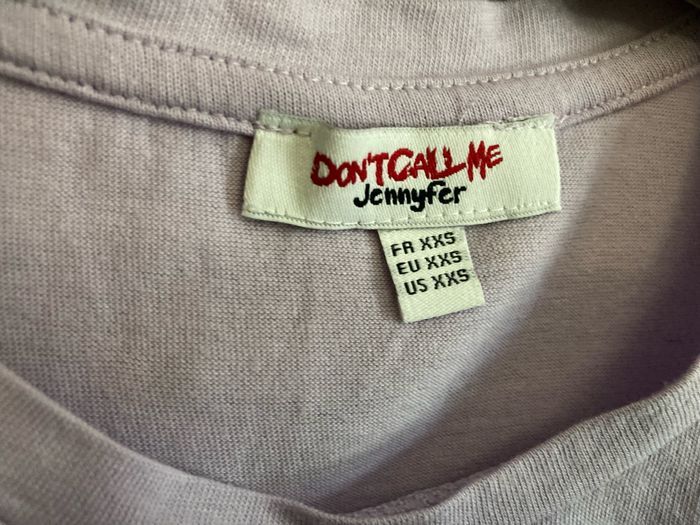 DON'T CALL ME
Jennyfer
FR XXS
EU XXS
US XXS